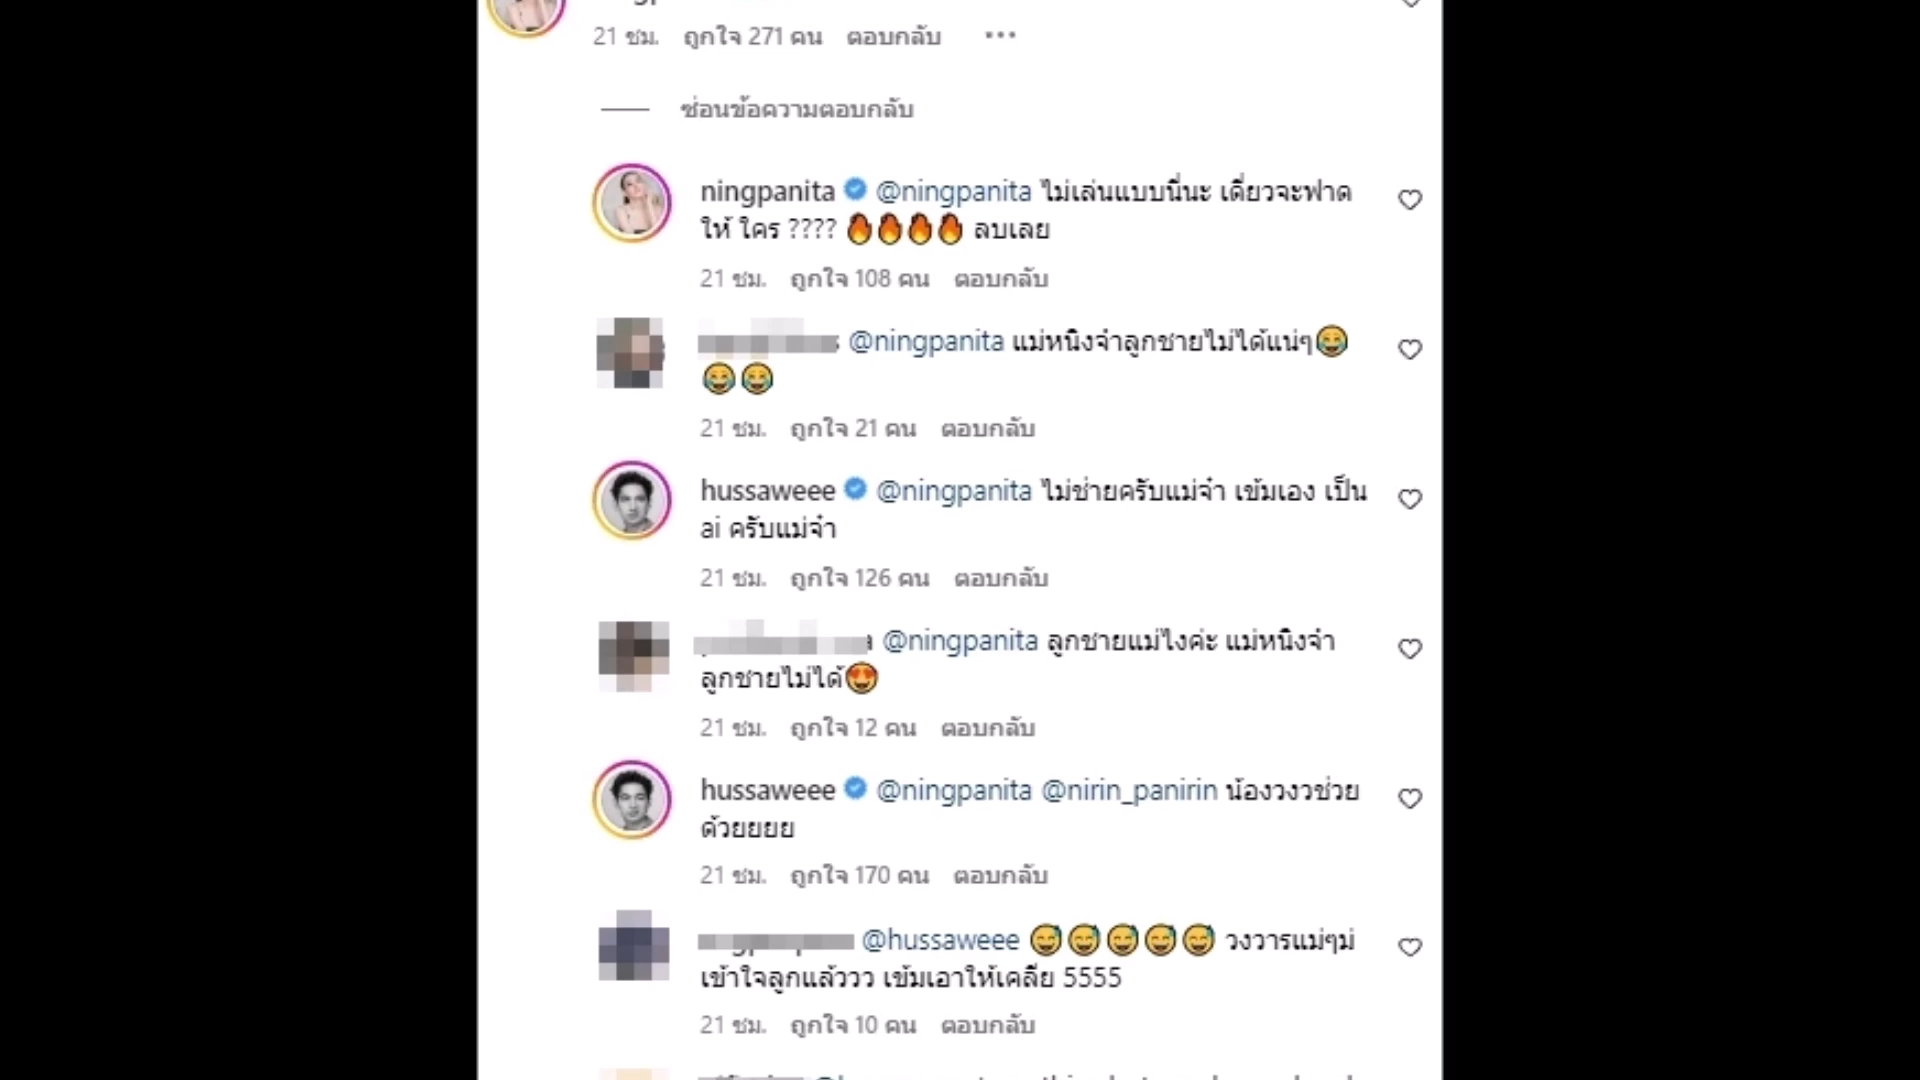 21 ชม. ถูกใจ 271 คน ตอบกลับ
ซ่อนข้อความตอบกลับ
ningpanita @ningpanita ไม่เล่นแบบนี้นะ เดี๋ยวจะฟาด
ให้ ใคร ???? 🔥🔥🔥🔥 ลบเลย
21 ชม. ถูกใจ 108 คน ตอบกลับ
@ningpanita แม่หนิงจ๋าลูกชายไม่ได้แน่ๆ😂
😂😂
21 ชม. ถูกใจ 21 คน ตอบกลับ
hussaweee @ningpanita ไม่ช่ายครับแม่จ๋า เข้มเอง เป็น
ai ครับแม่จ๋า
21 ชม. ถูกใจ 126 คน ตอบกลับ
@ningpanita ลูกชายแม่ไงค่ะ แม่หนิงจ๋า
ลูกชายไม่ได้😍
21 ชม. ถูกใจ 12 คน ตอบกลับ
hussaweee @ningpanita @nirin_panirin น้องวงวช่วย
ด้วยยยย
21 ชม. ถูกใจ 170 คน ตอบกลับ
@hussaweee 😅😅😅😅😅 วงวารแม่ๆม่
เข้าใจลูกแล้ววว เข้มเอาให้เคลีย 5555
21 ชม. ถูกใจ 10 คน ตอบกลับ